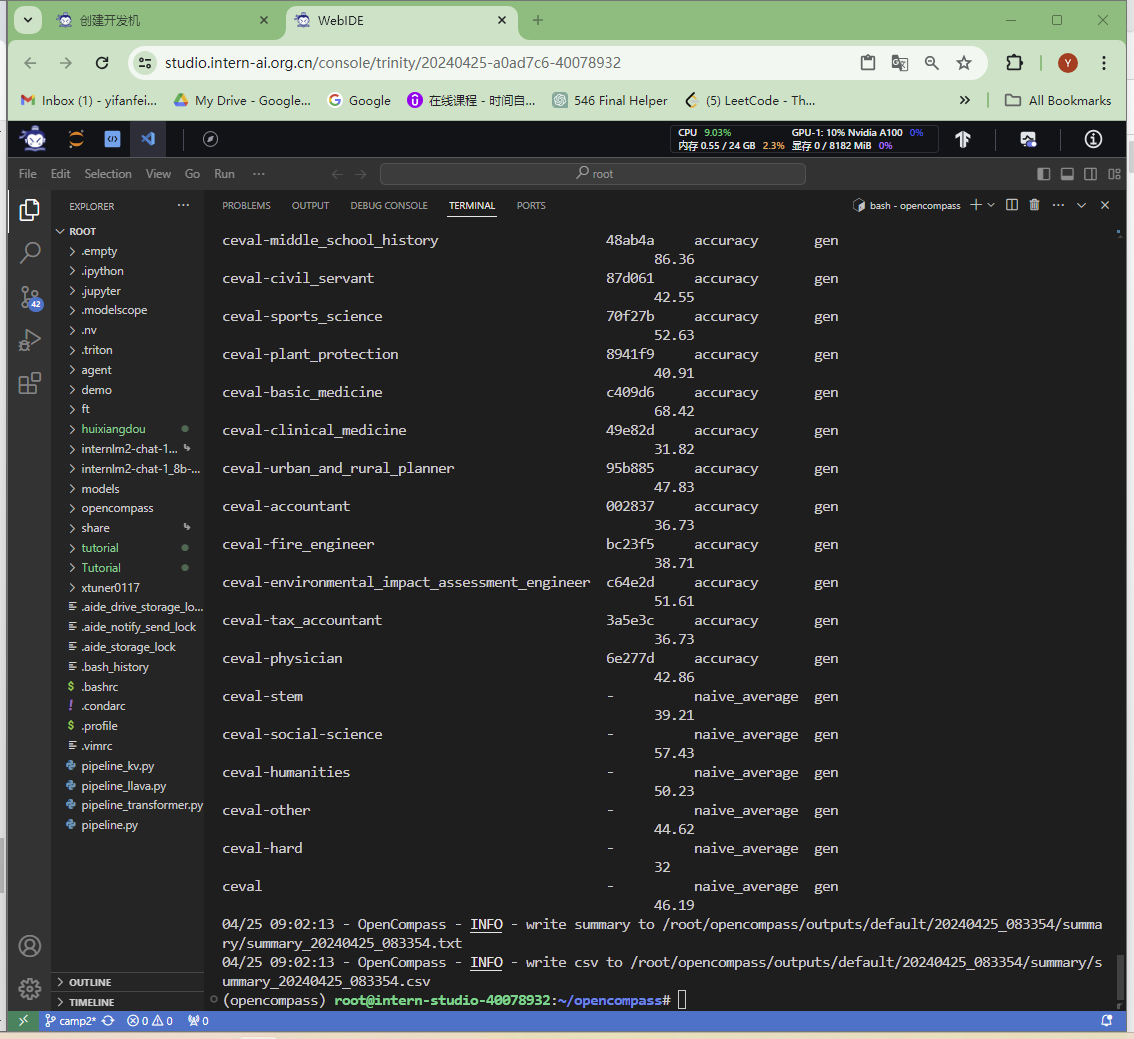 创建开发机
WebIDE
studio.intern-ai.org.cn/console/trinity/20240425-a0ad7c6-40078932
Y
Inbox (1) - yifanfei...
My Drive - Google...
Google
在线课程 - 时间自...
546 Final Helper
(5) LeetCode - Th...
All Bookmarks
CPU 9.03%
GPU-1: 10% Nvidia A100 0%
内存 0.55 / 24 GB 2.3%
显存 0 / 8182 MiB 0%
File Edit Selection View Go Run ···
root
EXPLORER
ROOT
.empty
.ipython
.jupyter
.modelscope
.nv
.triton
agent
demo
ft
huixiangdou
internlm2-chat-1...
internlm2-chat-1_8b-...
models
opencompass
share
tutorial
Tutorial
xtuner0117
.aide_drive_storage_lo...
.aide_notify_send_lock
.aide_storage_lock
.bash_history
$ .bashrc
! .condarc
$ .profile
.vimrc
pipeline_kv.py
pipeline_llava.py
pipeline_transformer.py
pipeline.py
OUTLINE
TIMELINE
42
PROBLEMS OUTPUT DEBUG CONSOLE TERMINAL PORTS
bash - opencompass
ceval-middle_school_history 48ab4a accuracy gen
86.36
ceval-civil_servant 87d061 accuracy gen
42.55
ceval-sports_science 70f27b accuracy gen
52.63
ceval-plant_protection 8941f9 accuracy gen
40.91
ceval-basic_medicine c409d6 accuracy gen
68.42
ceval-clinical_medicine 49e82d accuracy gen
31.82
ceval-urban_and_rural_planner 95b885 accuracy gen
47.83
ceval-accountant 002837 accuracy gen
36.73
ceval-fire_engineer bc23f5 accuracy gen
38.71
ceval-environmental_impact_assessment_engineer c64e2d accuracy gen
51.61
ceval-tax_accountant 3a5e3c accuracy gen
36.73
ceval-physician 6e277d accuracy gen
42.86
ceval-stem - naive_average gen
39.21
ceval-social-science - naive_average gen
57.43
ceval-humanities - naive_average gen
50.23
ceval-other - naive_average gen
44.62
ceval-hard - naive_average gen
32
ceval - naive_average gen
46.19
04/25 09:02:13 - OpenCompass - INFO - write summary to /root/opencompass/outputs/default/20240425_083354/summa
ry/summary_20240425_083354.txt
04/25 09:02:13 - OpenCompass - INFO - write csv to /root/opencompass/outputs/default/20240425_083354/summary/s
ummary_20240425_083354.csv
(opencompass) root@intern-studio-40078932:~/opencompass#
camp2* 0 0 0